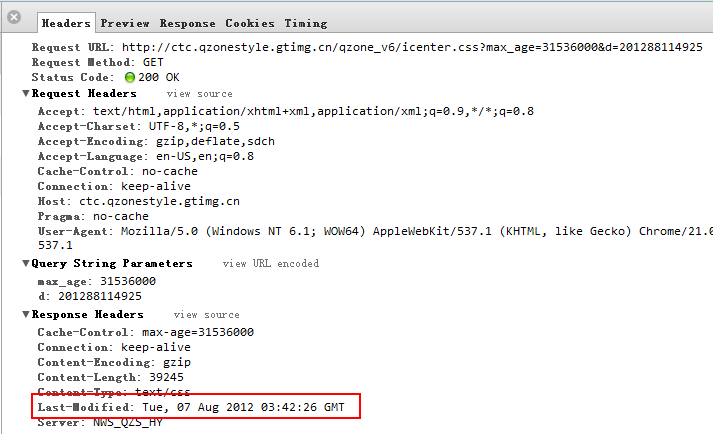 Headers Preview Response Cookies Timing
Request URL: http://ctc.qzonestyle.gtimg.cn/qzone_v6/icenter.css?max_age=31536000&d=201288114925
Request Method: GET
Status Code: 200 OK
Request Headers view source
Accept: text/html,application/xhtml+xml,application/xml;q=0.9,*/*;q=0.8
Accept-Charset: UTF-8,*;q=0.5
Accept-Encoding: gzip,deflate,sdch
Accept-Language: en-US,en;q=0.8
Cache-Control: no-cache
Connection: keep-alive
Host: ctc.qzonestyle.gtimg.cn
Pragma: no-cache
User-Agent: Mozilla/5.0 (Windows NT 6.1; WOW64) AppleWebKit/537.1 (KHTML, like Gecko) Chrome/21.0
537.1
Query String Parameters view URL encoded
max_age: 31536000
d: 201288114925
Response Headers view source
Cache-Control: max-age=31536000
Connection: keep-alive
Content-Encoding: gzip
Content-Length: 39245
Content-Type: text/css
Last-Modified: Tue, 07 Aug 2012 03:42:26 GMT
Server: NWS_QZS_HY